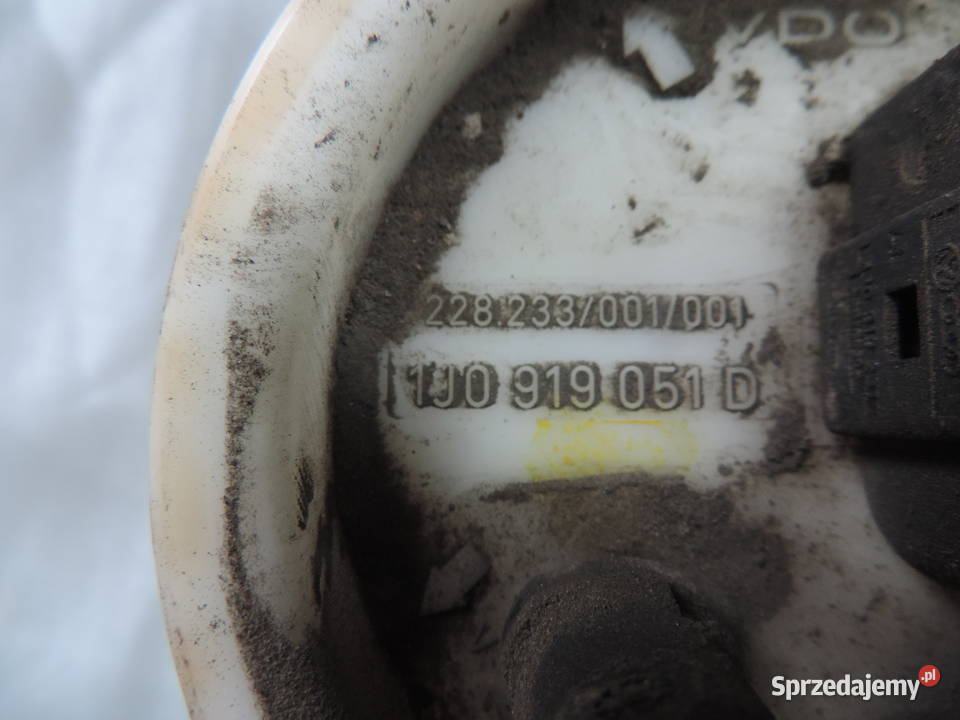 VDO
228.233/001/001
1J0 919 051 D
Sprzedajemy.pl